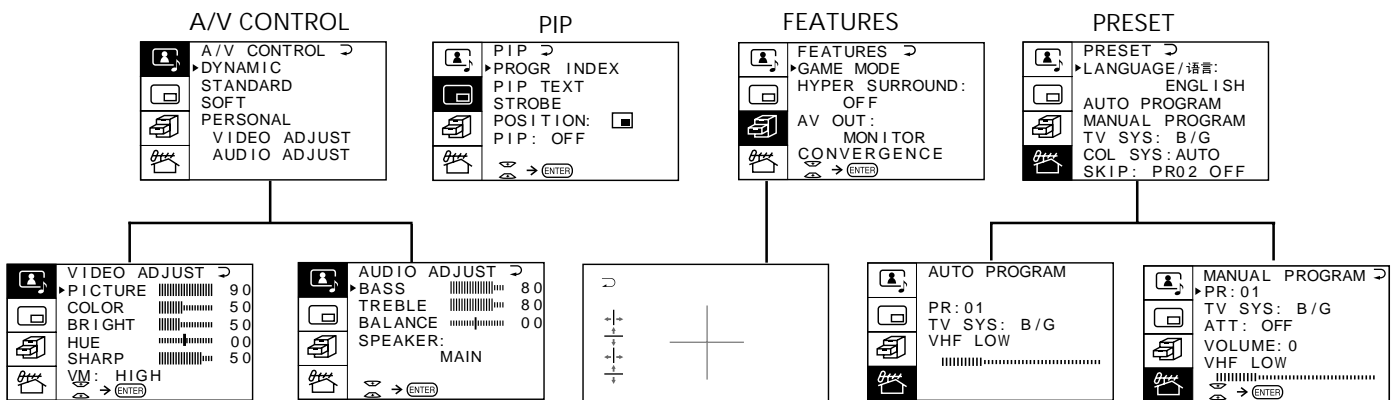 A/V CONTROL
A/V CONTROL
DYNAMIC
STANDARD
SOFT
PERSONAL
VIDEO ADJUST
AUDIO ADJUST
PIP
PIP
PROGR INDEX
PIP TEXT
STROBE
POSITION:
PIP: OFF
ENTER
FEATURES
FEATURES
GAME MODE
HYPER SURROUND:
OFF
AV OUT:
MONITOR
CONVERGENCE
ENTER
PRESET
PRESET
LANGUAGE/语言:
ENGLISH
AUTO PROGRAM
MANUAL PROGRAM
TV SYS: B/G
COL SYS:AUTO
SKIP: PR02 OFF
VIDEO ADJUST
PICTURE 90
COLOR 50
BRIGHT 50
HUE 00
SHARP 50
VM: HIGH
ENTER
AUDIO ADJUST
BASS 80
TREBLE 80
BALANCE 00
SPEAKER:
MAIN
ENTER
AUTO PROGRAM
PR:01
TV SYS: B/G
VHF LOW
MANUAL PROGRAM
PR:01
TV SYS: B/G
ATT: OFF
VOLUME:0
VHF LOW
ENTER